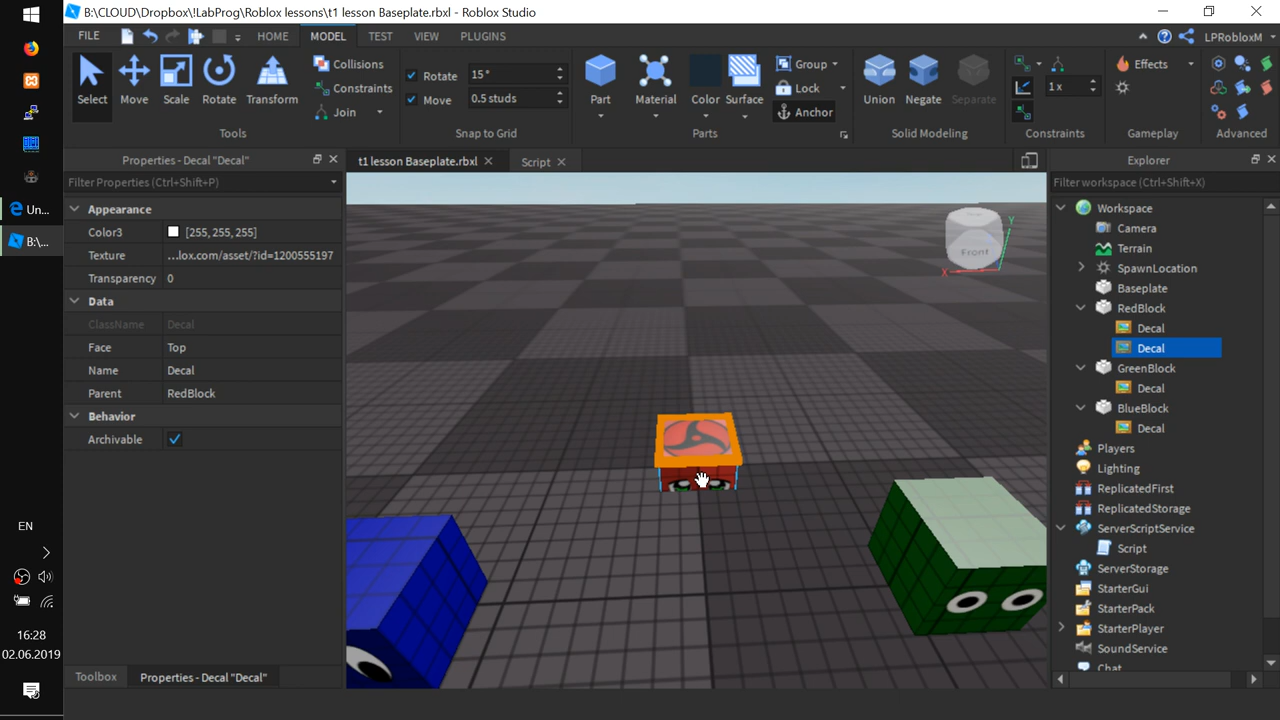 B:\CLOUD\Dropbox\!LabProg\Roblox lessons\t1 lesson Baseplate.rbxl - Roblox Studio
FILE
HOME
MODEL
TEST
VIEW
PLUGINS
LPRobloxM
Select
Move
Scale
Rotate
Transform
Collisions
Constraints
Join
Tools
Rotate
15°
Move
0.5 studs
Snap to Grid
Part
Material
Color
Surface
Group
Lock
Anchor
Parts
Union
Negate
Separate
Solid Modeling
1 x
Constraints
Effects
Gameplay
Advanced
Properties - Decal "Decal"
Filter Properties (Ctrl+Shift+P)
Appearance
Color3
[255, 255, 255]
Texture
...lox.com/asset/?id=1200555197
Transparency
0
Data
ClassName
Decal
Face
Top
Name
Decal
Parent
RedBlock
Behavior
Archivable
Toolbox
Properties - Decal "Decal"
t1 lesson Baseplate.rbxl
Script
Front
X
y
Explorer
Filter workspace (Ctrl+Shift+X)
Workspace
Camera
Terrain
SpawnLocation
Baseplate
RedBlock
Decal
Decal
GreenBlock
Decal
BlueBlock
Decal
Players
Lighting
ReplicatedFirst
ReplicatedStorage
ServerScriptService
Script
ServerStorage
StarterGui
StarterPack
StarterPlayer
SoundService
Chat
Un...
B:\...
EN
16:28
02.06.2019